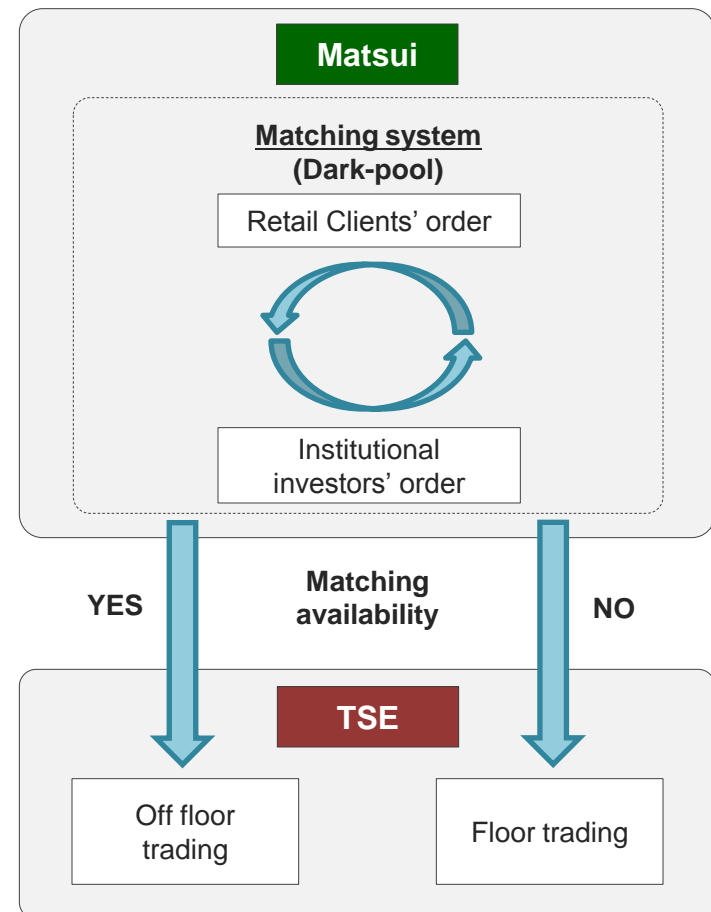 Matsui
Matching system
(Dark-pool)
Retail Clients’ order
Institutional
investors’ order
YES
Matching
availability
NO
TSE
Off floor
trading
Floor trading